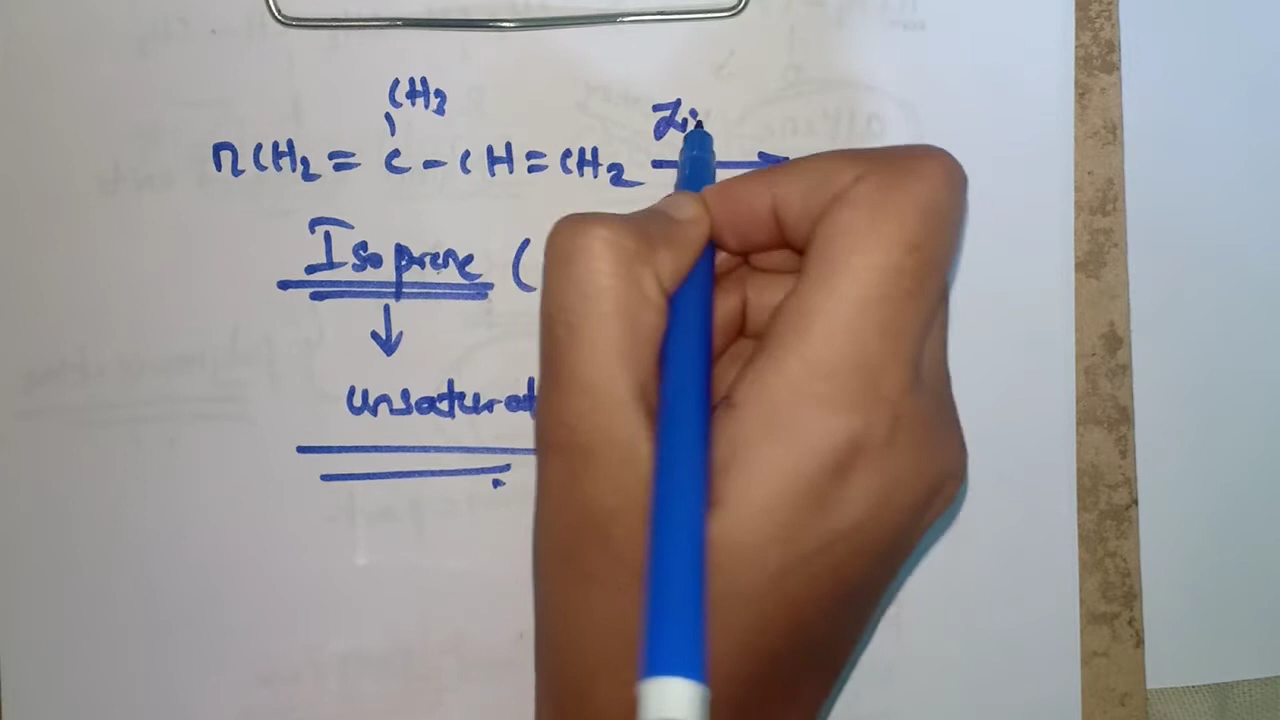 CH3
nCH2 = C - CH = CH2
Isoprene (
unsaturat